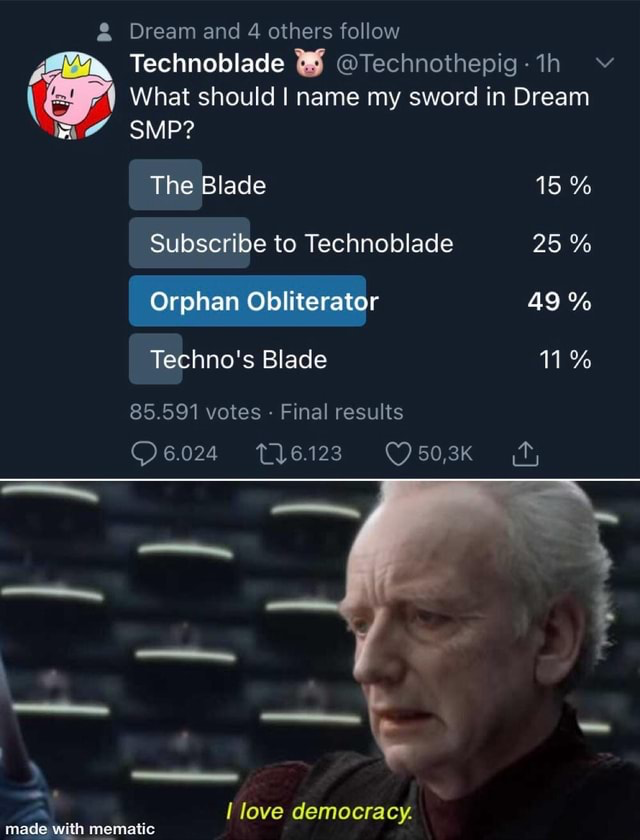 Dream and 4 others follow
Technoblade 🐷 @Technothepig · 1h
What should I name my sword in Dream
SMP?
The Blade 15 %
Subscribe to Technoblade 25 %
Orphan Obliterator 49 %
Techno's Blade 11 %
85.591 votes · Final results
6.024 6.123 50,3K
I love democracy.
made with mematic